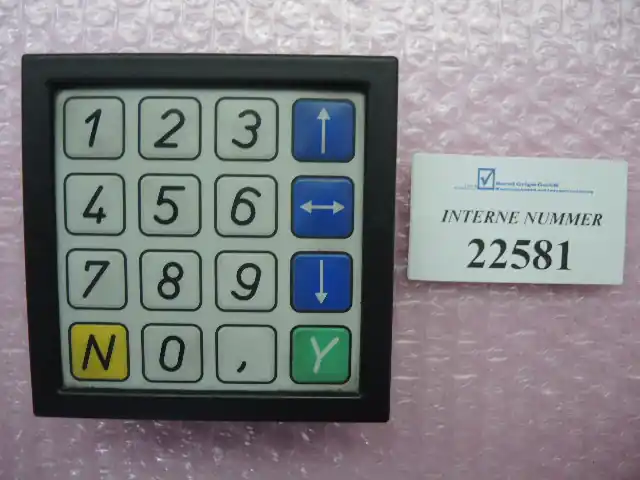 1 2 3 ↑
4 5 6 ↔
7 8 9 ↓
N 0 , Y
INTERNE NUMMER
22581